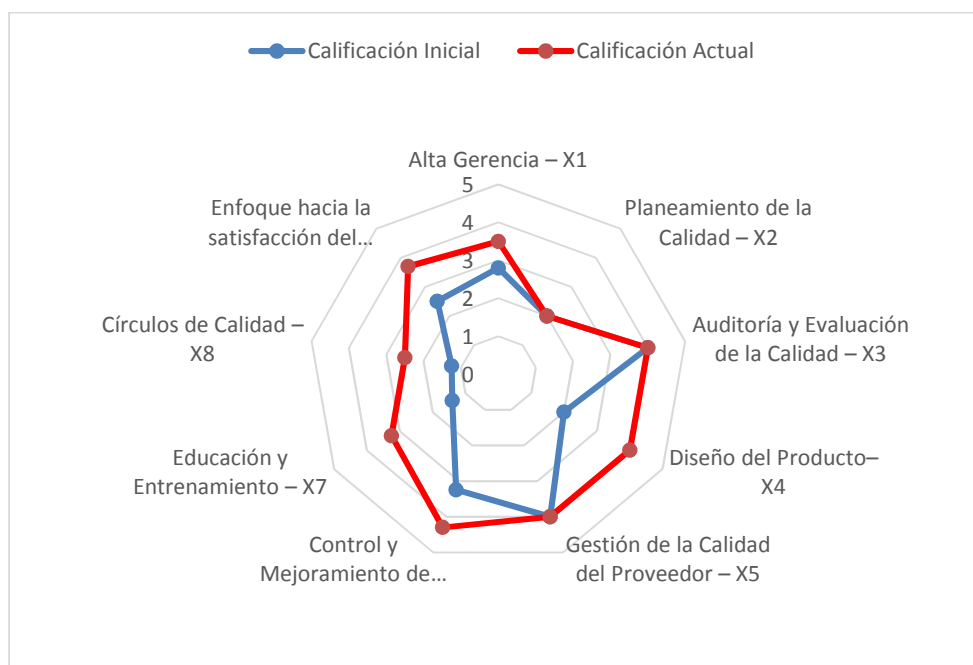 Calificación Inicial
Calificación Actual
Alta Gerencia – X1
Planeamiento de la
Calidad – X2
Auditoría y Evaluación
de la Calidad – X3
Diseño del Producto–
X4
Gestión de la Calidad
del Proveedor – X5
Control y
Mejoramiento de...
Educación y
Entrenamiento – X7
Círculos de Calidad –
X8
Enfoque hacia la
satisfacción del...
5
4
3
2
1
0